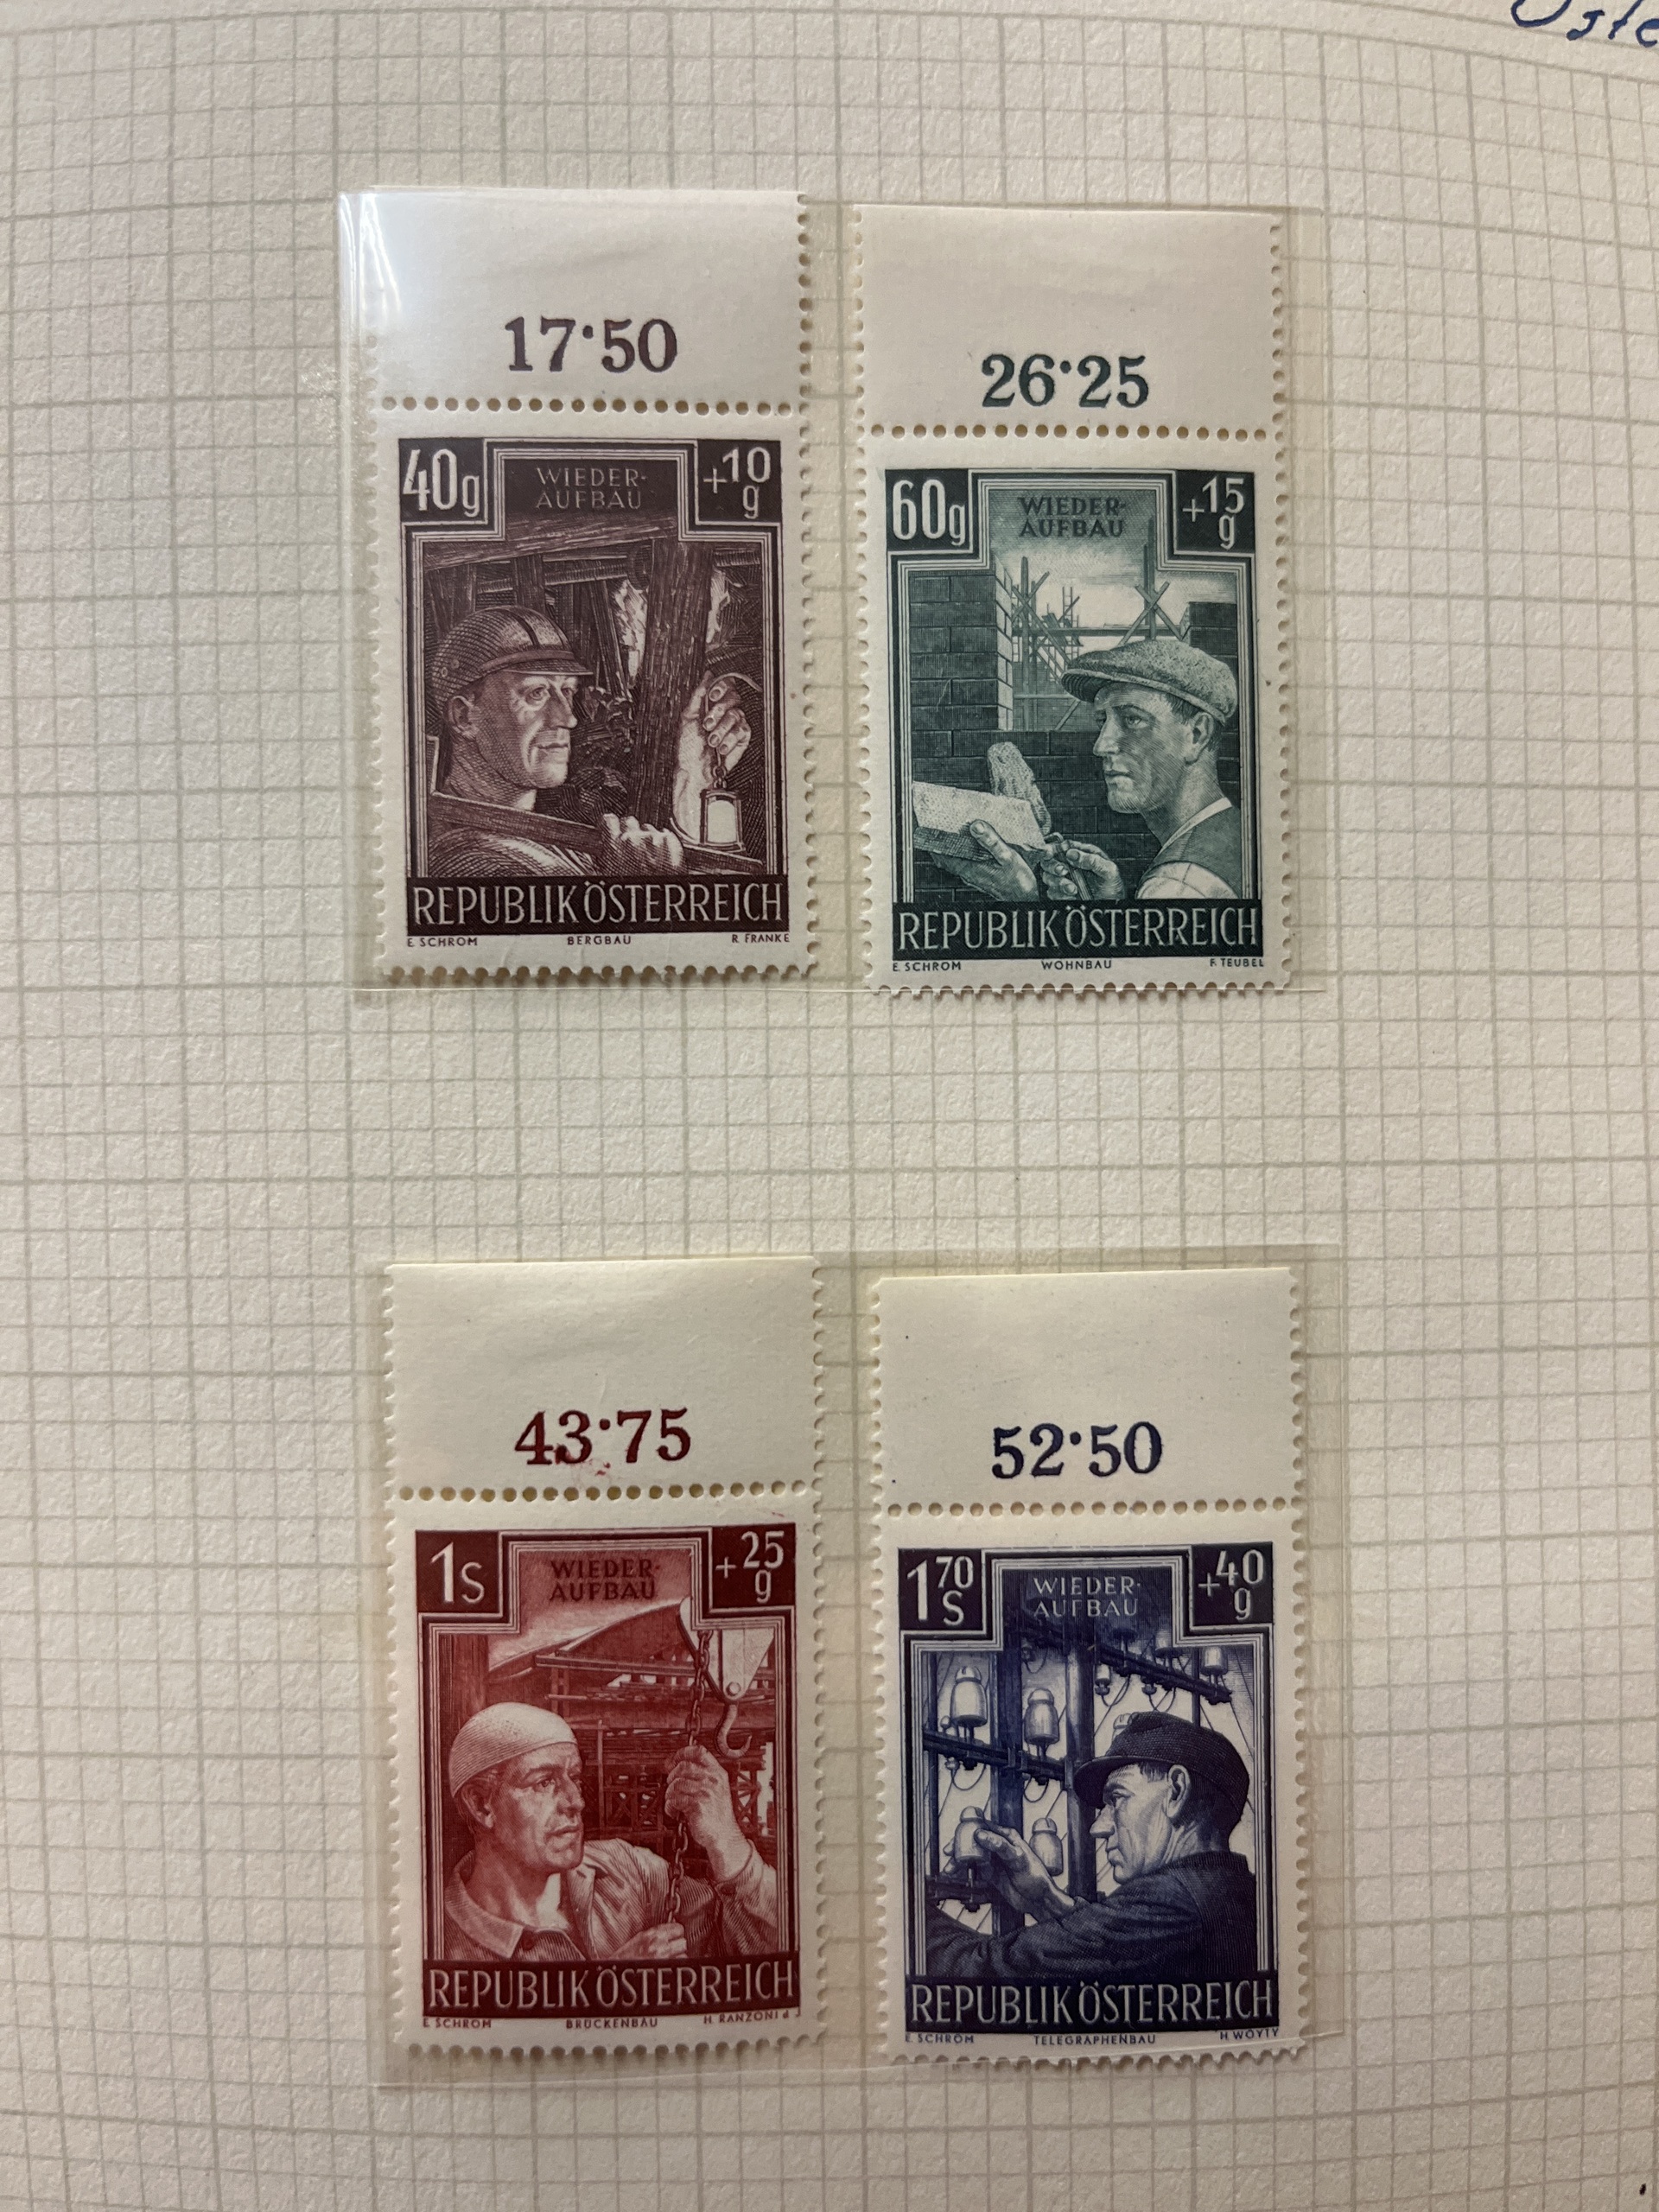 Öste
17·50
40g
WIEDER-
AUFBAU
+10
g
REPUBLIK ÖSTERREICH
E. SCHROM BERGBAU R. FRANKE
26·25
60g
WIEDER-
AUFBAU
+15
g
REPUBLIK ÖSTERREICH
E. SCHROM WOHNBAU F. TEUBEL
43·75
1S
WIEDER-
AUFBAU
+25
g
REPUBLIK ÖSTERREICH
E. SCHROM BRÜCKENBAU H. RANZONI d. J.
52·50
1 70
S
WIEDER-
AUFBAU
+40
g
REPUBLIK ÖSTERREICH
E. SCHROM TELEGRAPHENBAU H. WOYTY